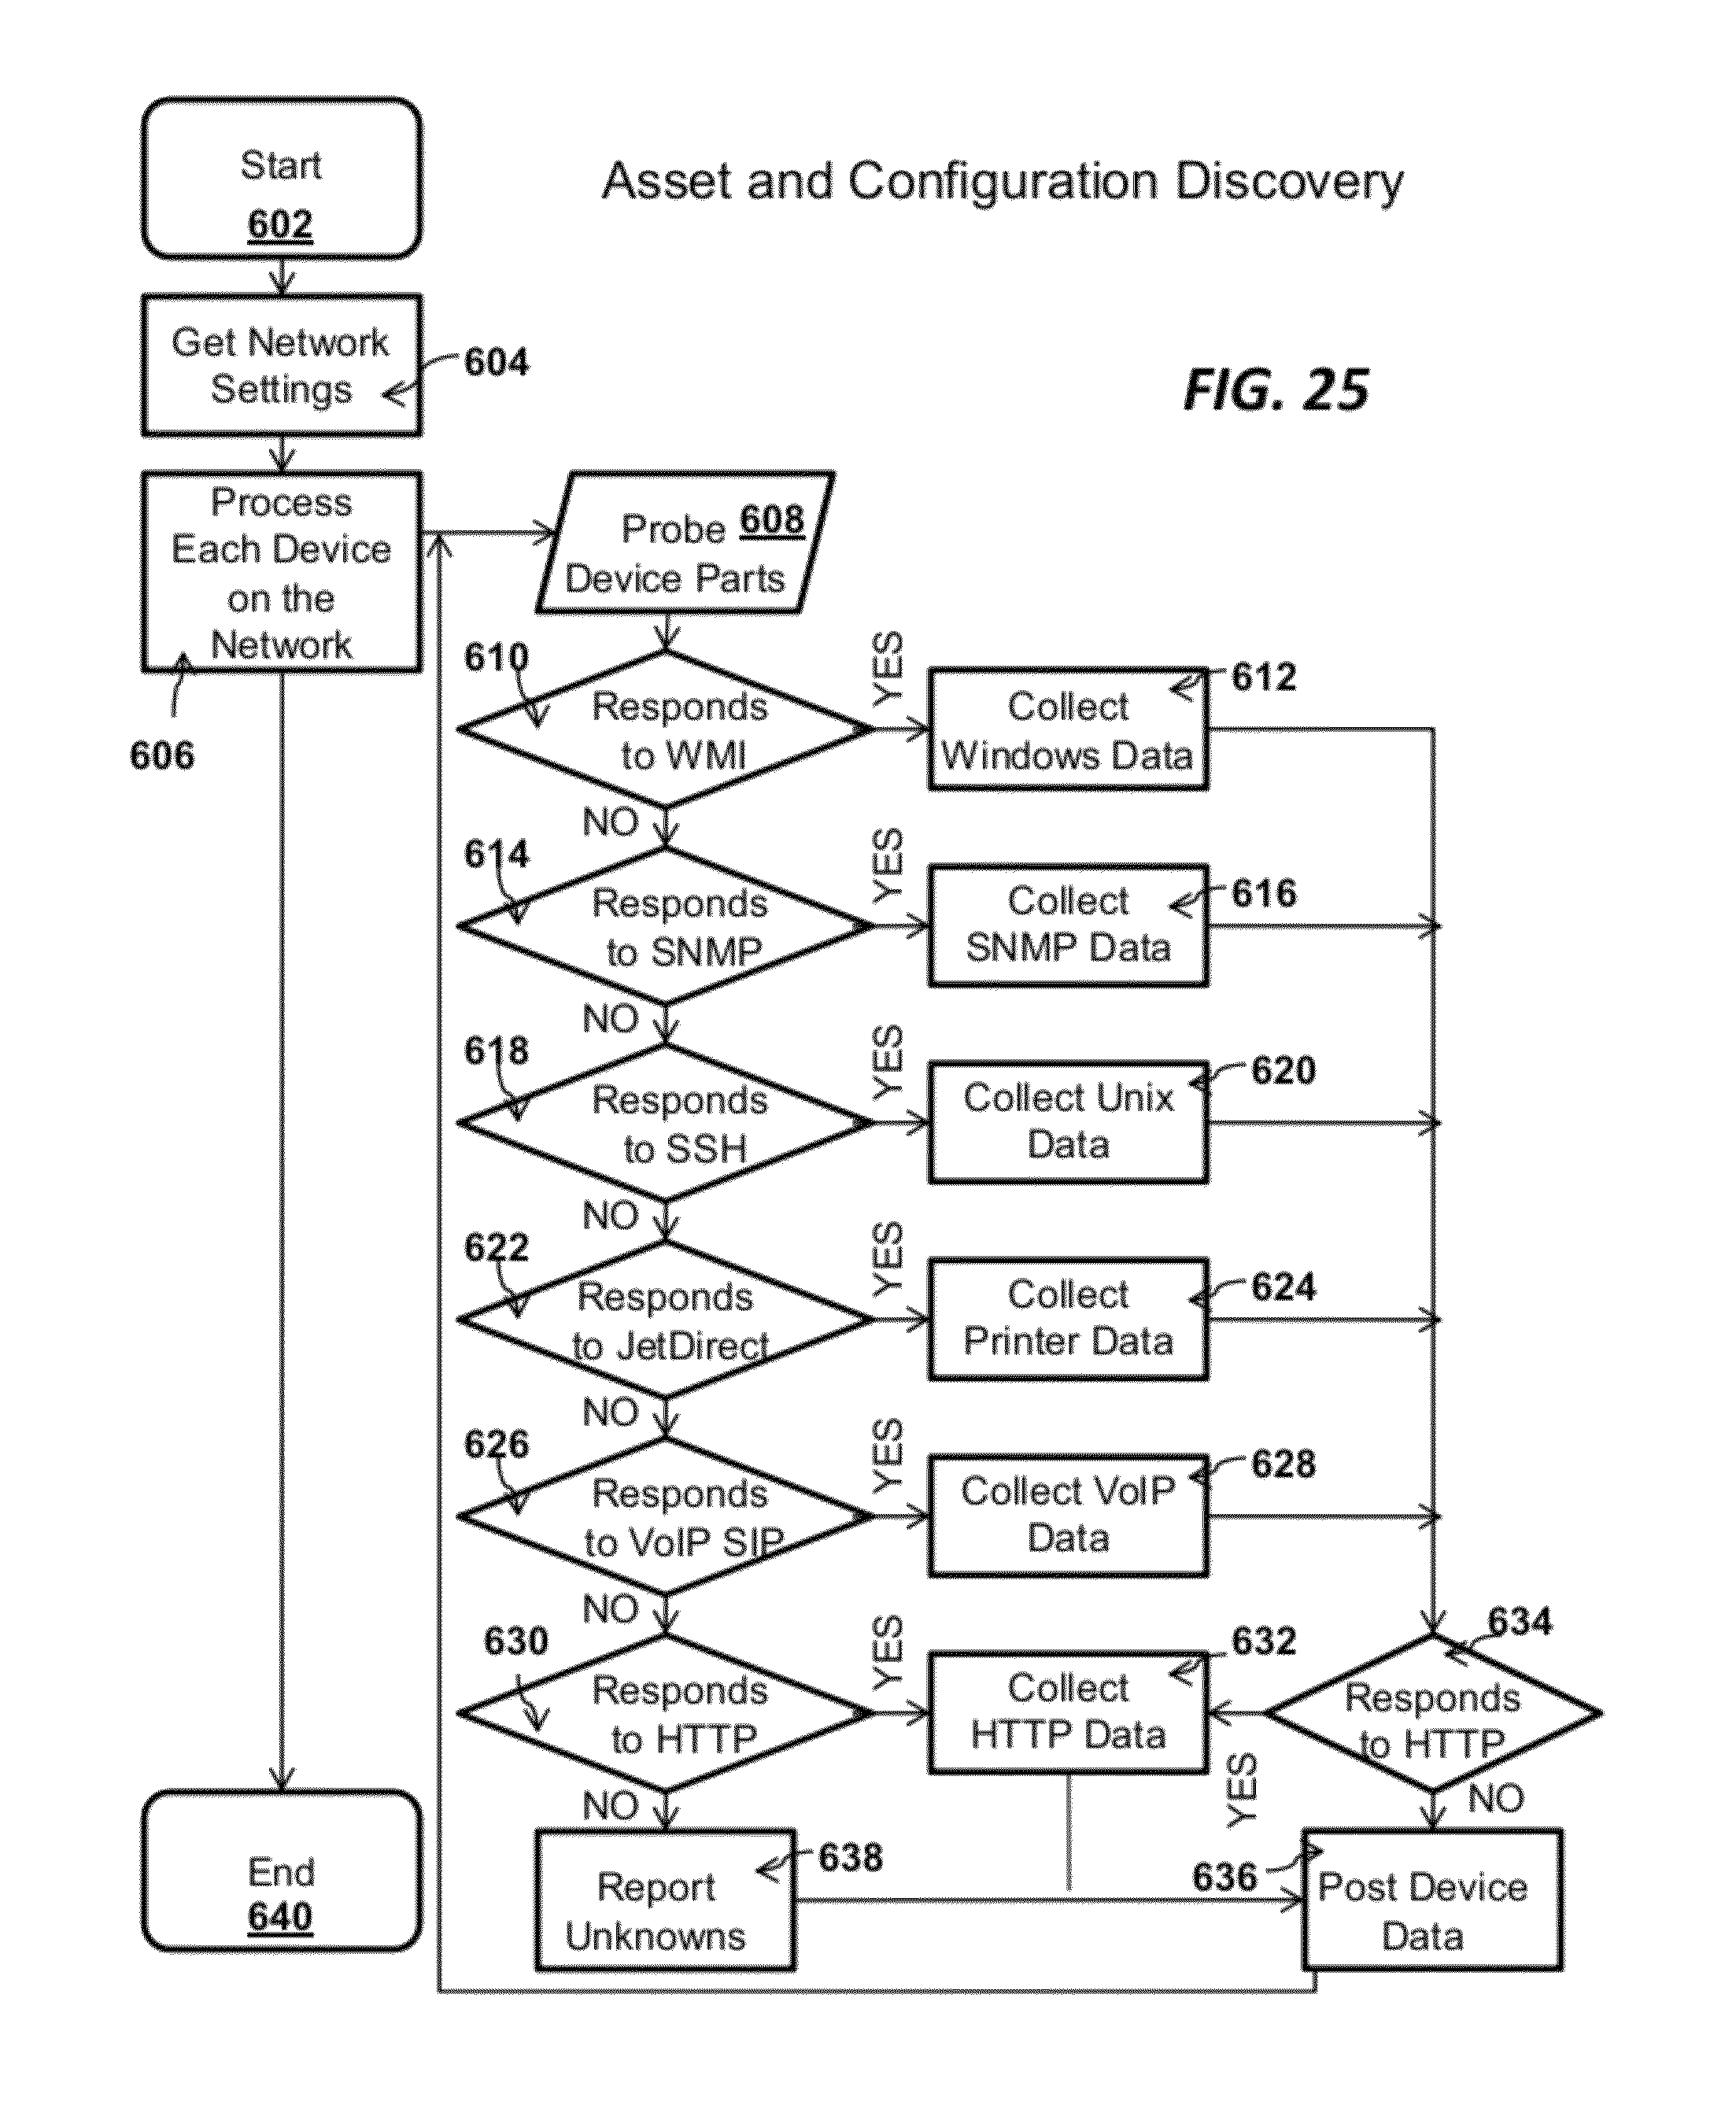 Start
602
Asset and Configuration Discovery
Get Network
Settings
604
FIG. 25
Process
Each Device
on the
Network
606
Probe 608
Device Parts
610
Responds
to WMI
YES
Collect
Windows Data
612
NO
614
Responds
to SNMP
YES
Collect
SNMP Data
616
NO
618
Responds
to SSH
YES
Collect Unix
Data
620
NO
622
Responds
to JetDirect
YES
Collect
Printer Data
624
NO
626
Responds
to VoIP SIP
YES
Collect VoIP
Data
628
NO
630
Responds
to HTTP
YES
Collect
HTTP Data
632
634
Responds
to HTTP
YES
NO
NO
Report
Unknowns
638
636
Post Device
Data
End
640